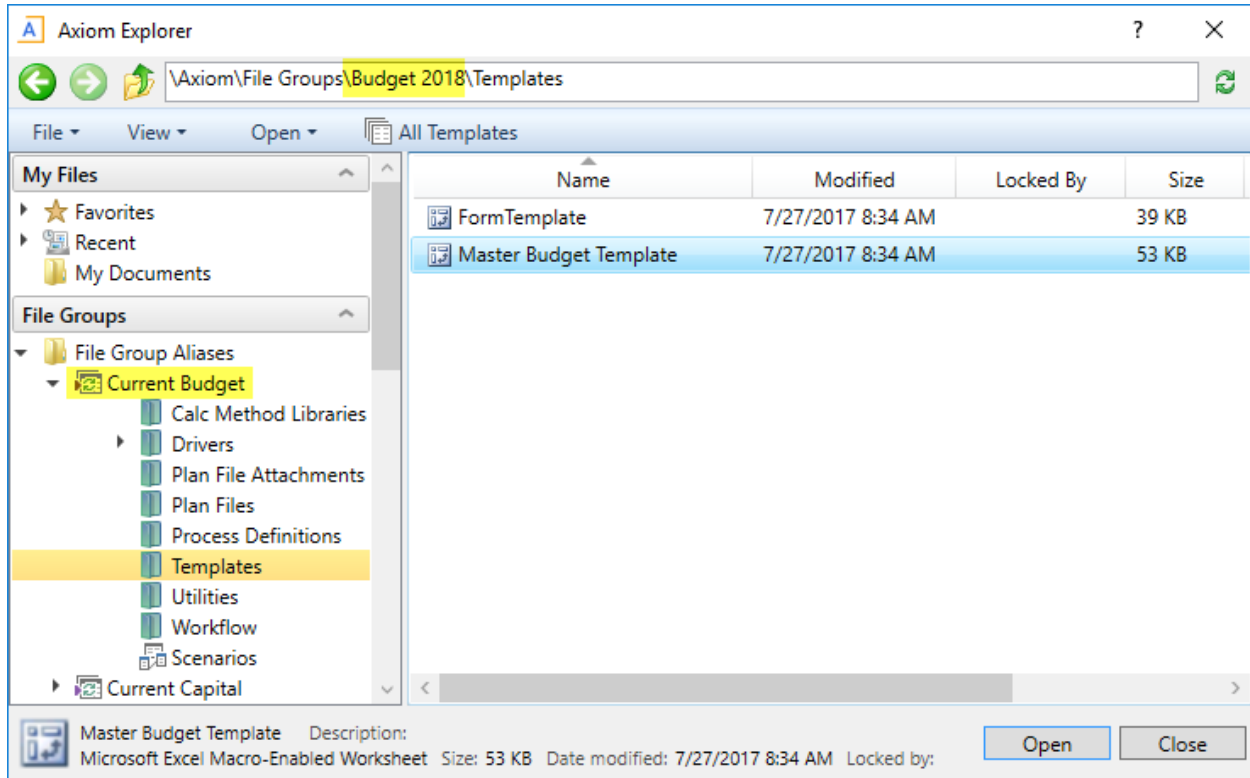 A Axiom Explorer ?
\Axiom\File Groups\Budget 2018\Templates
File View Open All Templates
My Files
Favorites
Recent
My Documents
File Groups
File Group Aliases
Current Budget
Calc Method Libraries
Drivers
Plan File Attachments
Plan Files
Process Definitions
Templates
Utilities
Workflow
Scenarios
Current Capital
Name Modified Locked By Size
FormTemplate 7/27/2017 8:34 AM 39 KB
Master Budget Template 7/27/2017 8:34 AM 53 KB
Master Budget Template Description:
Microsoft Excel Macro-Enabled Worksheet Size: 53 KB Date modified: 7/27/2017 8:34 AM Locked by:
Open Close